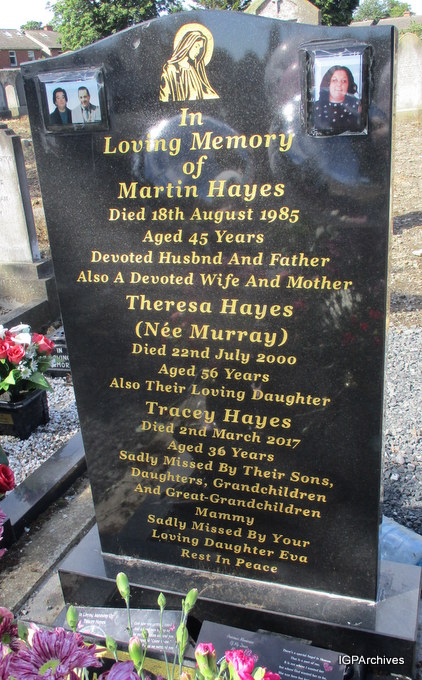 In
Loving Memory
of
Martin Hayes
Died 18th August 1985
Aged 45 Years
Devoted Husbnd And Father
Also A Devoted Wife And Mother
Theresa Hayes
(Née Murray)
Died 22nd July 2000
Aged 56 Years
Also Their Loving Daughter
Tracey Hayes
Died 2nd March 2017
Aged 36 Years
Sadly Missed By Their Sons,
Daughters, Grandchildren
And Great-Grandchildren
Mammy
Sadly Missed By Your
Loving Daughter Eva
Rest In Peace
IGPArchives